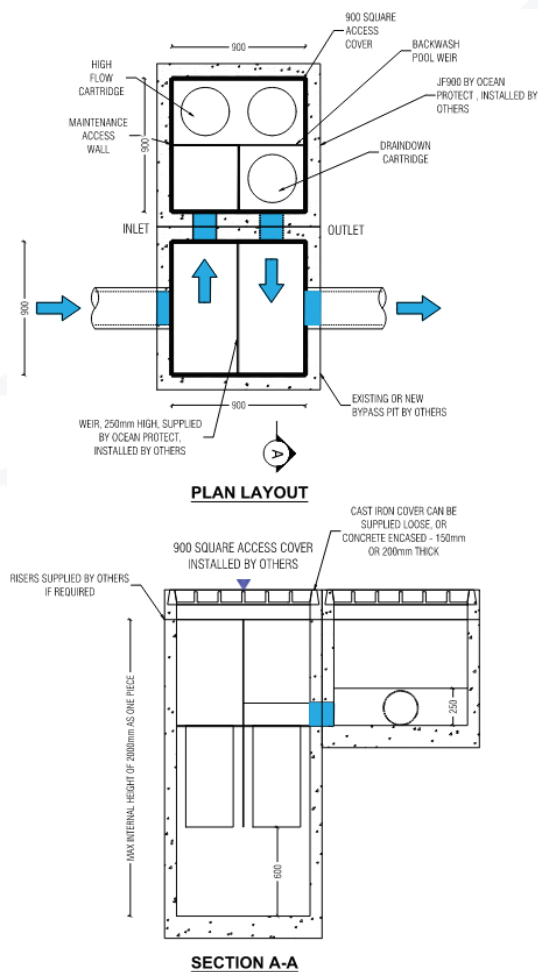 900 SQUARE
ACCESS
COVER
900
BACKWASH
POOL WEIR
HIGH
FLOW
CARTRIDGE
JF900 BY OCEAN
PROTECT , INSTALLED BY
OTHERS
MAINTENANCE
ACCESS
WALL
900
DRAINDOWN
CARTRIDGE
INLET
OUTLET
900
900
EXISTING OR NEW
BYPASS PIT BY OTHERS
WEIR, 250mm HIGH, SUPPLIED
BY OCEAN PROTECT,
INSTALLED BY OTHERS
A
PLAN LAYOUT
CAST IRON COVER CAN BE
SUPPLIED LOOSE, OR
CONCRETE ENCASED - 150mm
OR 200mm THICK
900 SQUARE ACCESS COVER
INSTALLED BY OTHERS
RISERS SUPPLIED BY OTHERS
IF REQUIRED
MAX INTERNAL HEIGHT OF 2000mm AS ONE PIECE
250
600
SECTION A-A